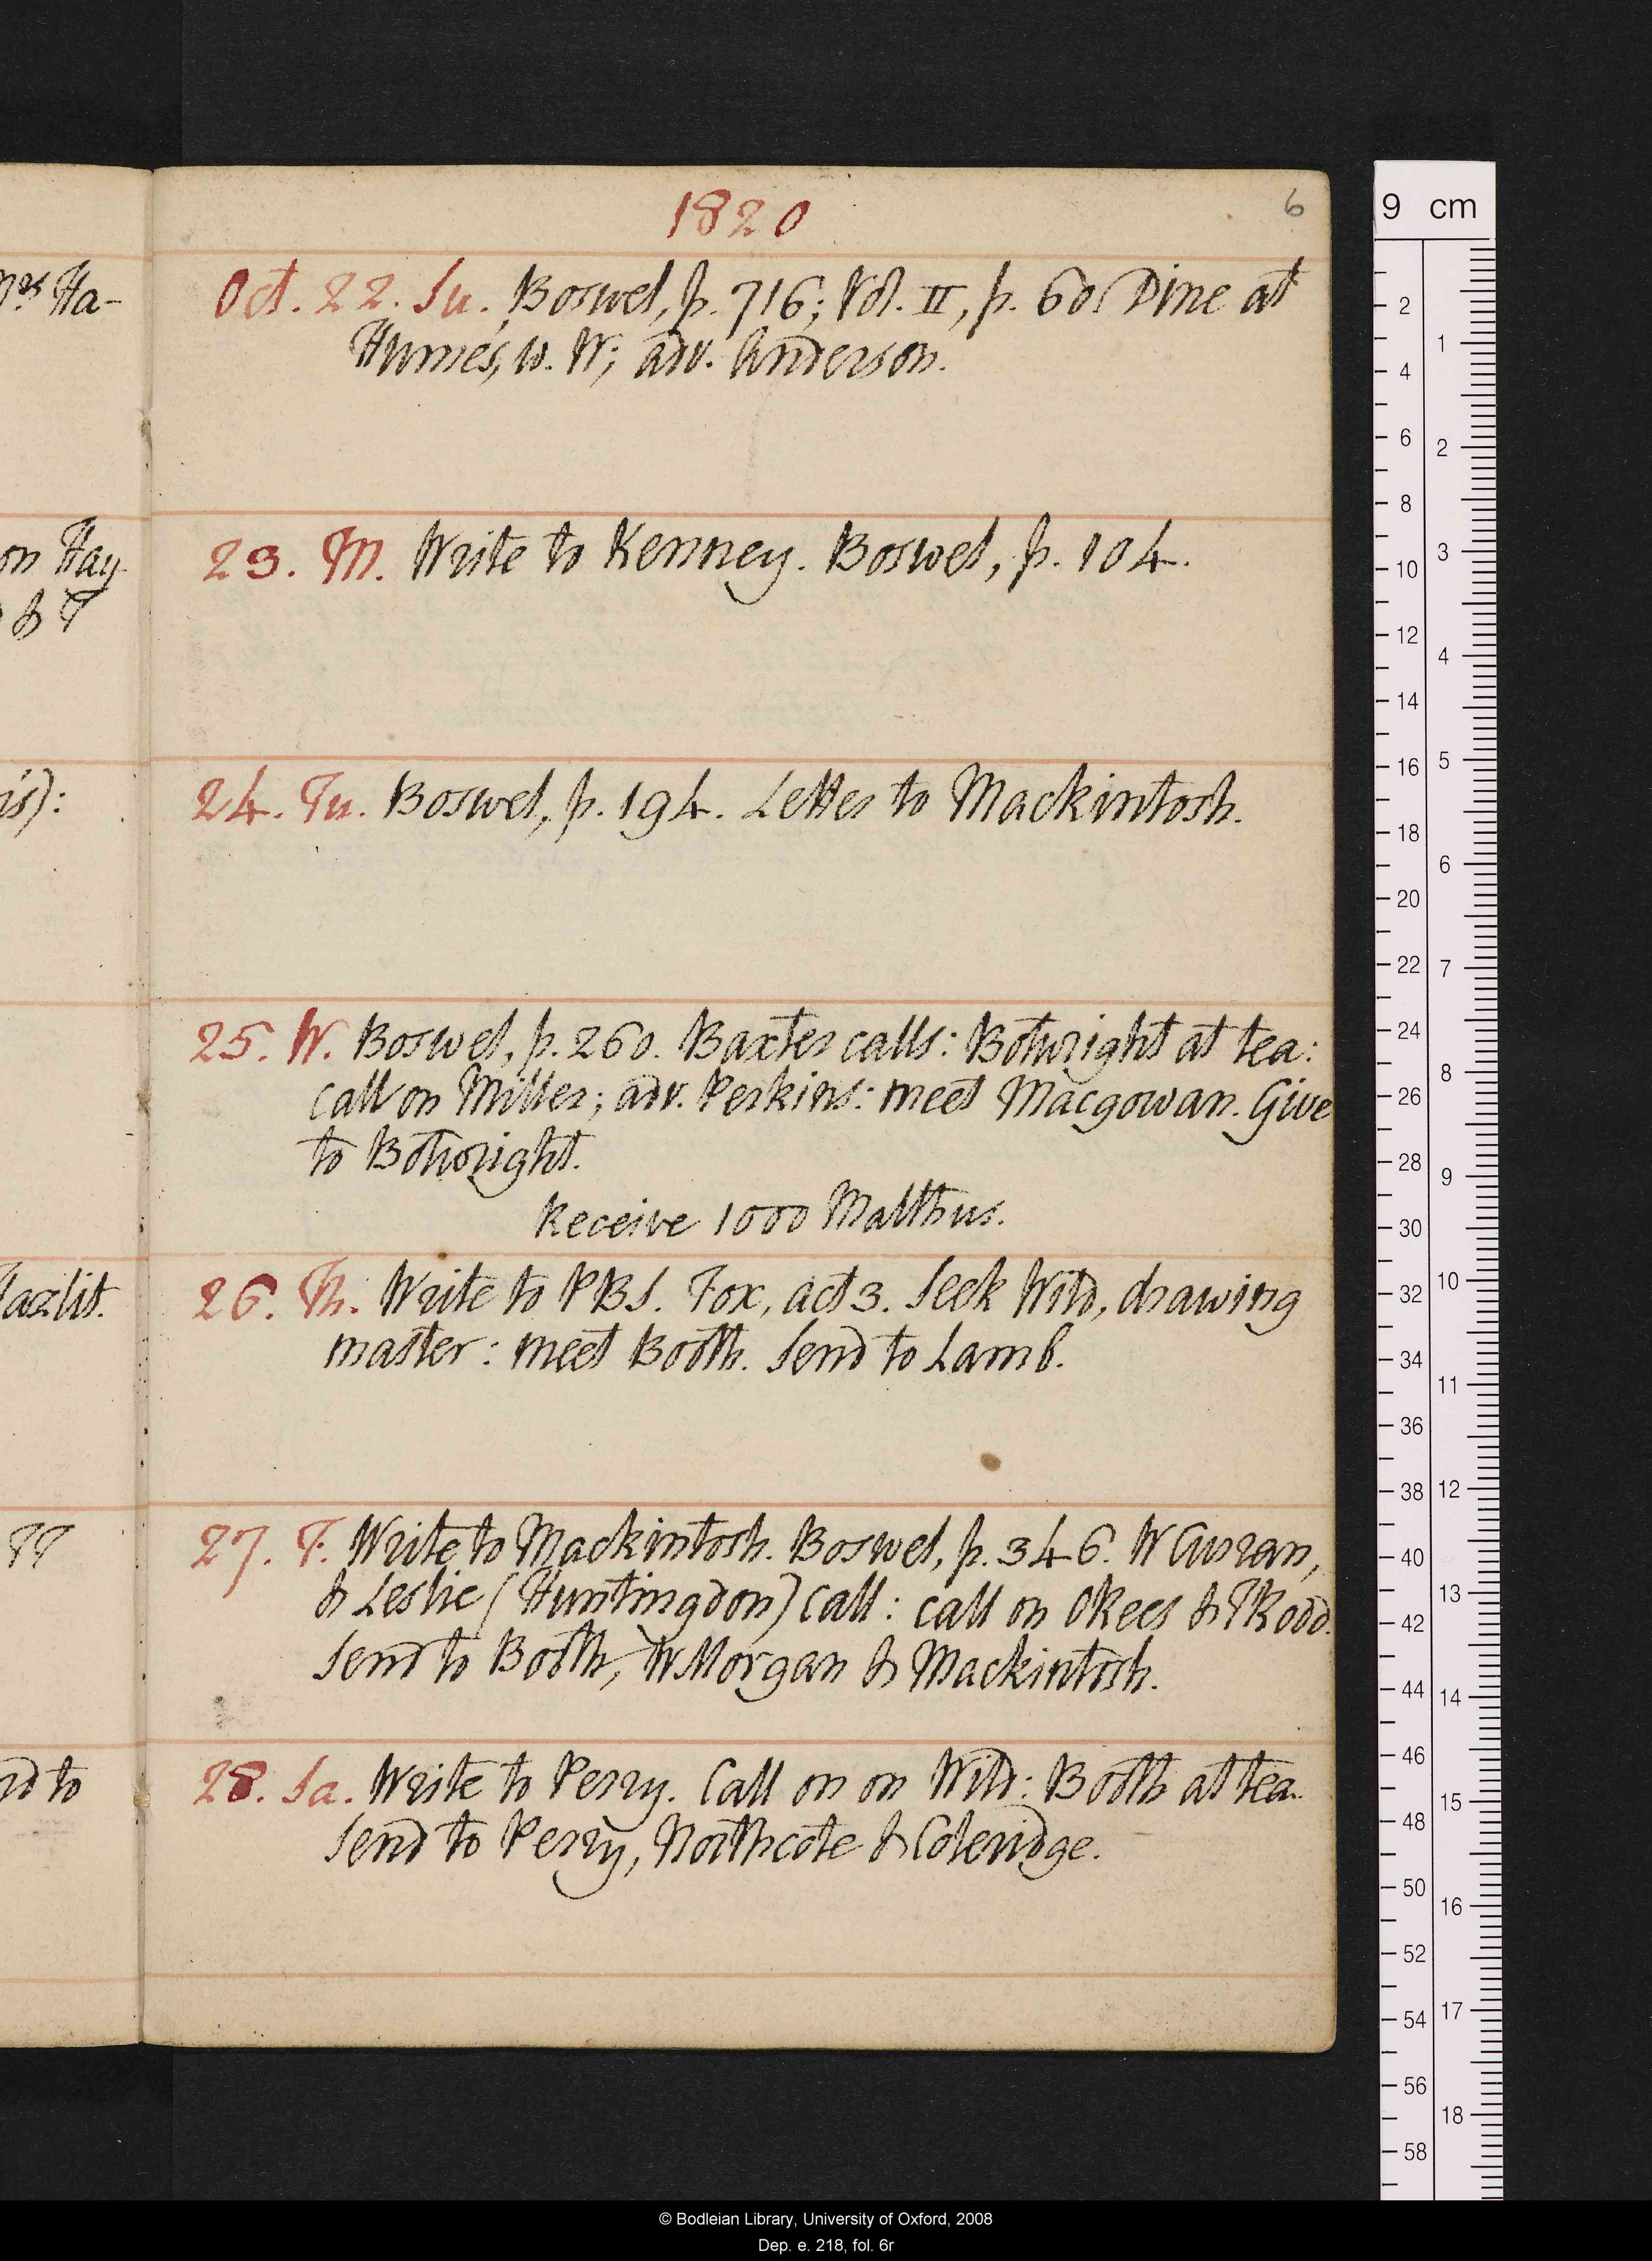 1820
6
Oct. 22. Su. Boswel, p. 716; Vol. II, p. 60. Dine at
Hume's, w. W; adv. Anderson.
23. M. Write to Kenney. Boswel, p. 104.
24. Tu. Boswel, p. 194. Letter to Mackintosh.
25. W. Boswel, p. 260. Baxter calls: Botwright at tea:
call on Miller; adv. Perkins: meet Macgowan. Give
to Botwright.
Receive 1000 Malthus.
26. Th. Write to PBS. Fox, act 3. Seek Wild, drawing
master: meet Booth. Send to Lamb.
27. F. Write to Mackintosh. Boswel, p. 346. W Curran,
& Leslie (Huntingdon) call: call on O Rees & T Rodd.
Send to Booth, W Morgan & Mackintosh.
28. Sa. Write to Perry. Call on on Wild: Booth at tea.
Send to Perry, Northcote & Coleridge.
Mrs Ha-
on Hay-
& T
is):
Hazlit.
TT
nd to
9 cm
2
4
6
8
10
12
14
16
18
20
22
24
26
28
30
32
34
36
38
40
42
44
46
48
50
52
54
56
58
1
2
3
4
5
6
7
8
9
10
11
12
13
14
15
16
17
18
© Bodleian Library, University of Oxford, 2008
Dep. e. 218, fol. 6r